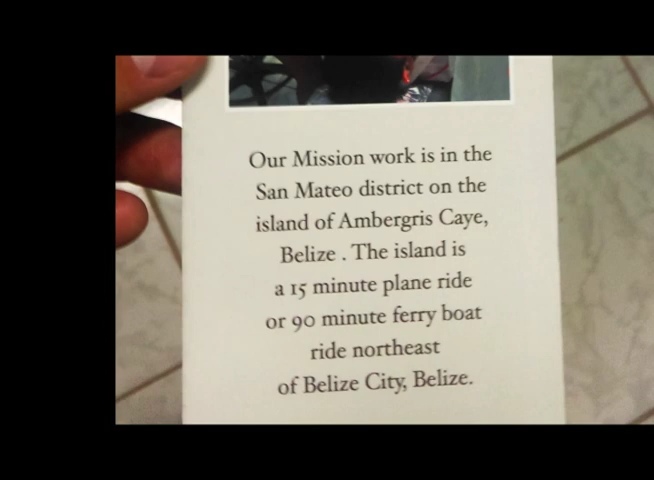 Our Mission work is in the
San Mateo district on the
island of Ambergris Caye,
Belize . The island is
a 15 minute plane ride
or 90 minute ferry boat
ride northeast
of Belize City, Belize.